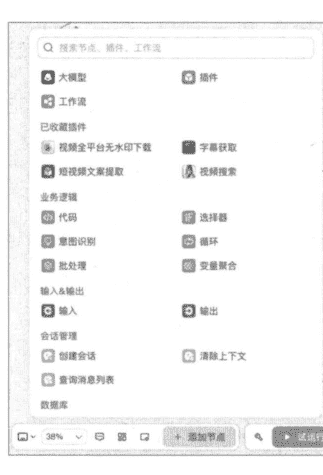 搜索节点、插件、工作流
大模型 插件
工作流
已收藏插件
视频全平台无水印下载 字幕获取
短视频文案提取 视频搜索
业务逻辑
代码 IF 选择器
意图识别 循环
批处理 变量聚合
输入&输出
输入 输出
会话管理
创建会话 清除上下文
查询消息列表
数据库
38% + 添加节点 试运行